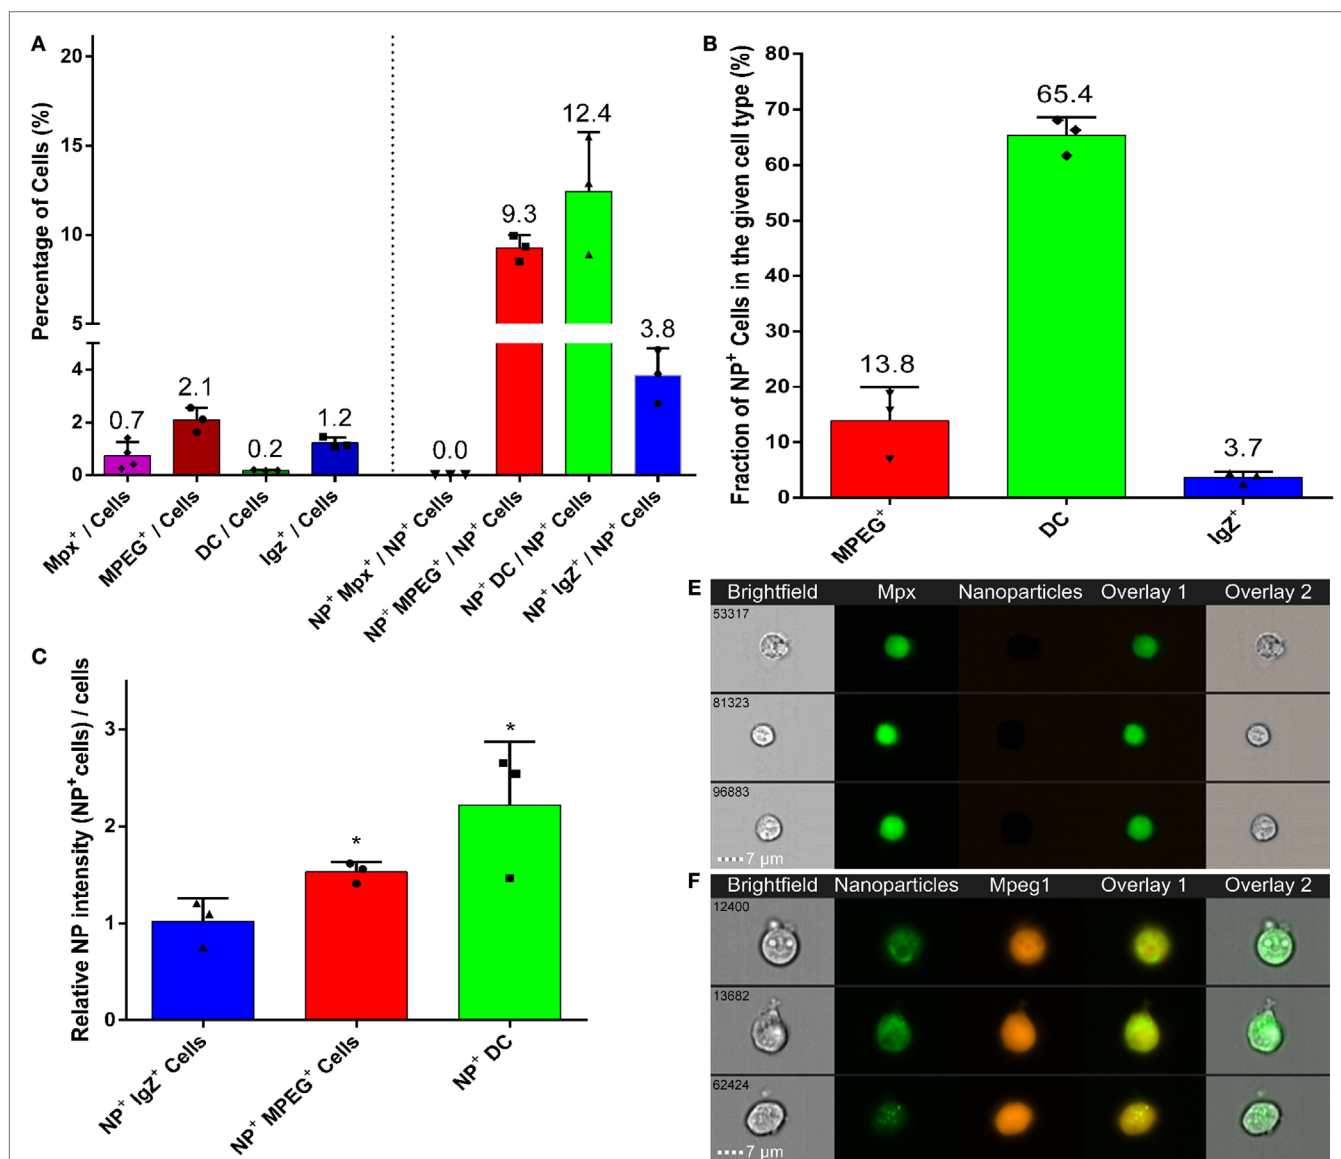 A
Percentage of Cells (%)
20
15
10
5
4
2
0
0.7
2.1
0.2
1.2
0.0
9.3
12.4
3.8
Mpx+ / Cells
MPEG+ / Cells
DC / Cells
Igz+ / Cells
NP+ Mpx+ / NP+ Cells
NP+ MPEG+ / NP+ Cells
NP+ DC / NP+ Cells
NP+ IgZ+ / NP+ Cells
B
Fraction of NP+ Cells in the given cell type (%)
80
70
60
50
40
30
20
10
0
13.8
65.4
3.7
MPEG+
DC
IgZ+
C
Relative NP intensity (NP+cells) / cells
3
2
1
0
*
*
NP+ IgZ+ Cells
NP+ MPEG+ Cells
NP+ DC
E
Brightfield Mpx Nanoparticles Overlay 1 Overlay 2
53317
81323
96883
7 µm
F
Brightfield Nanoparticles Mpeg1 Overlay 1 Overlay 2
12400
13682
62424
7 µm